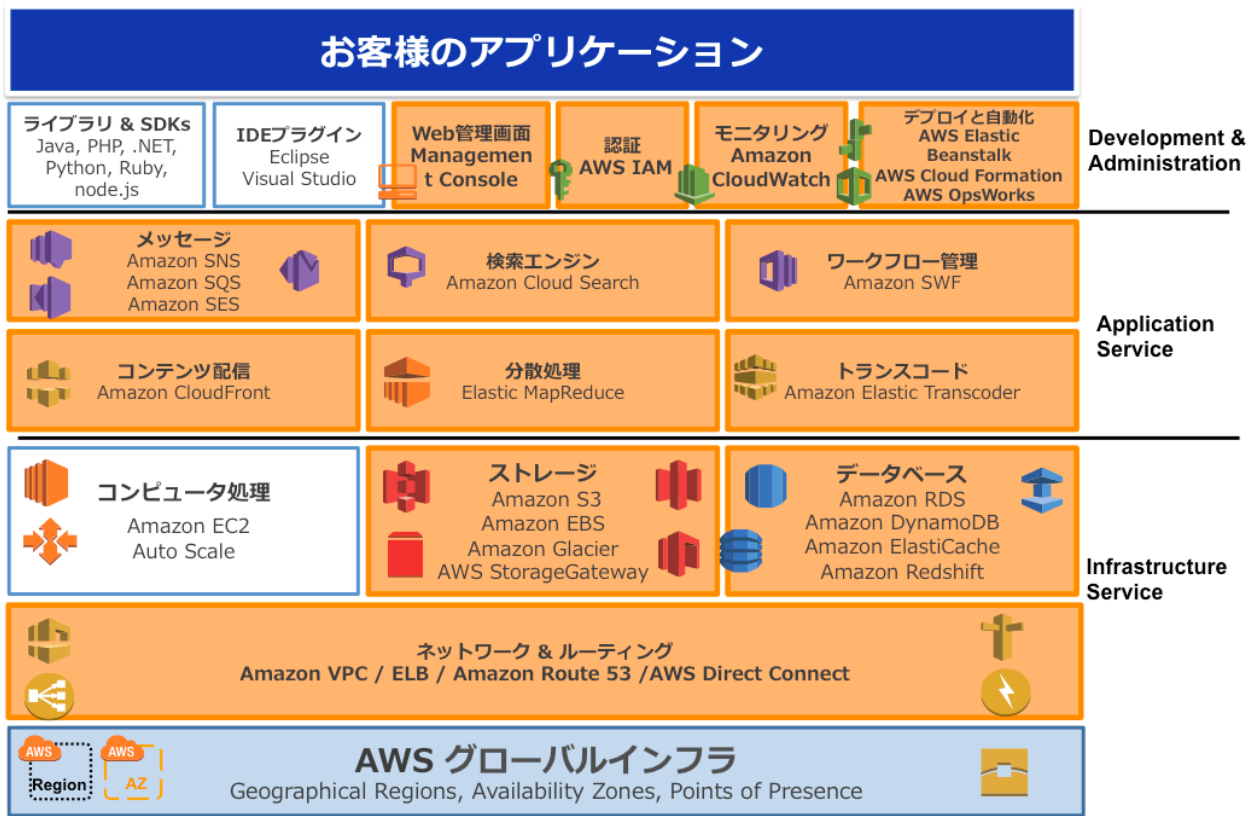 お客様のアプリケーション
ライブラリ & SDKs
Java, PHP, .NET,
Python, Ruby,
node.js
IDEプラグイン
Eclipse
Visual Studio
Web管理画面
Managemen
t Console
認証
AWS IAM
モニタリング
Amazon
CloudWatch
デプロイと自動化
AWS Elastic
Beanstalk
AWS Cloud Formation
AWS OpsWorks
Development &
Administration
メッセージ
Amazon SNS
Amazon SQS
Amazon SES
検索エンジン
Amazon Cloud Search
ワークフロー管理
Amazon SWF
コンテンツ配信
Amazon CloudFront
分散処理
Elastic MapReduce
トランスコード
Amazon Elastic Transcoder
Application
Service
コンピュータ処理
Amazon EC2
Auto Scale
ストレージ
Amazon S3
Amazon EBS
Amazon Glacier
AWS StorageGateway
データベース
Amazon RDS
Amazon DynamoDB
Amazon ElastiCache
Amazon Redshift
Infrastructure
Service
ネットワーク & ルーティング
Amazon VPC / ELB / Amazon Route 53 /AWS Direct Connect
AWS
Region
AWS
AZ
AWS グローバルインフラ
Geographical Regions, Availability Zones, Points of Presence